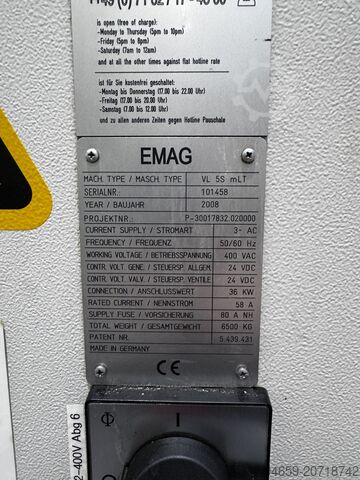 is open (free of charge):
- Monday to Thursday (5pm to 10pm)
- Friday (5pm to 8pm)
- Saturday (7am to 12am)
and at all the other times against flat hotline rate
ist für Sie kostenfrei geschaltet:
- Montag bis Donnerstag (17.00 bis 22.00 Uhr)
- Freitag (17.00 bis 20.00 Uhr)
- Samstag (7.00 bis 12.00 Uhr)
und zu allen anderen Zeiten gegen Hotline Pauschale
EMAG
MACH. TYPE / MASCH. TYPE VL 5S mLT
SERIALNR.: 101458
YEAR / BAUJAHR 2008
PROJEKTNR.: P-30017832.020000
CURRENT SUPPLY / STROMART 3~ AC
FREQUENCY / FREQUENZ 50/60 Hz
WORKING VOLTAGE / BETRIEBSSPANNUNG 400 VAC
CONTR. VOLT. GENE. / STEUERSP. ALLGEM. 24 VDC
CONTR. VOLT. VALV. / STEUERSP. VENTILE 24 VDC
CONNECTION / ANSCHLUSSWERT 36 KW
RATED CURRENT / NENNSTROM 58 A
SUPPLY FUSE / VORSICHERUNG 80 A NH
TOTAL WEIGHT / GESAMTGEWICHT 6500 KG
PATENT NR. 5.439.431
MADE IN GERMANY
CE
I
2-400V Abg 6
4659-20718742